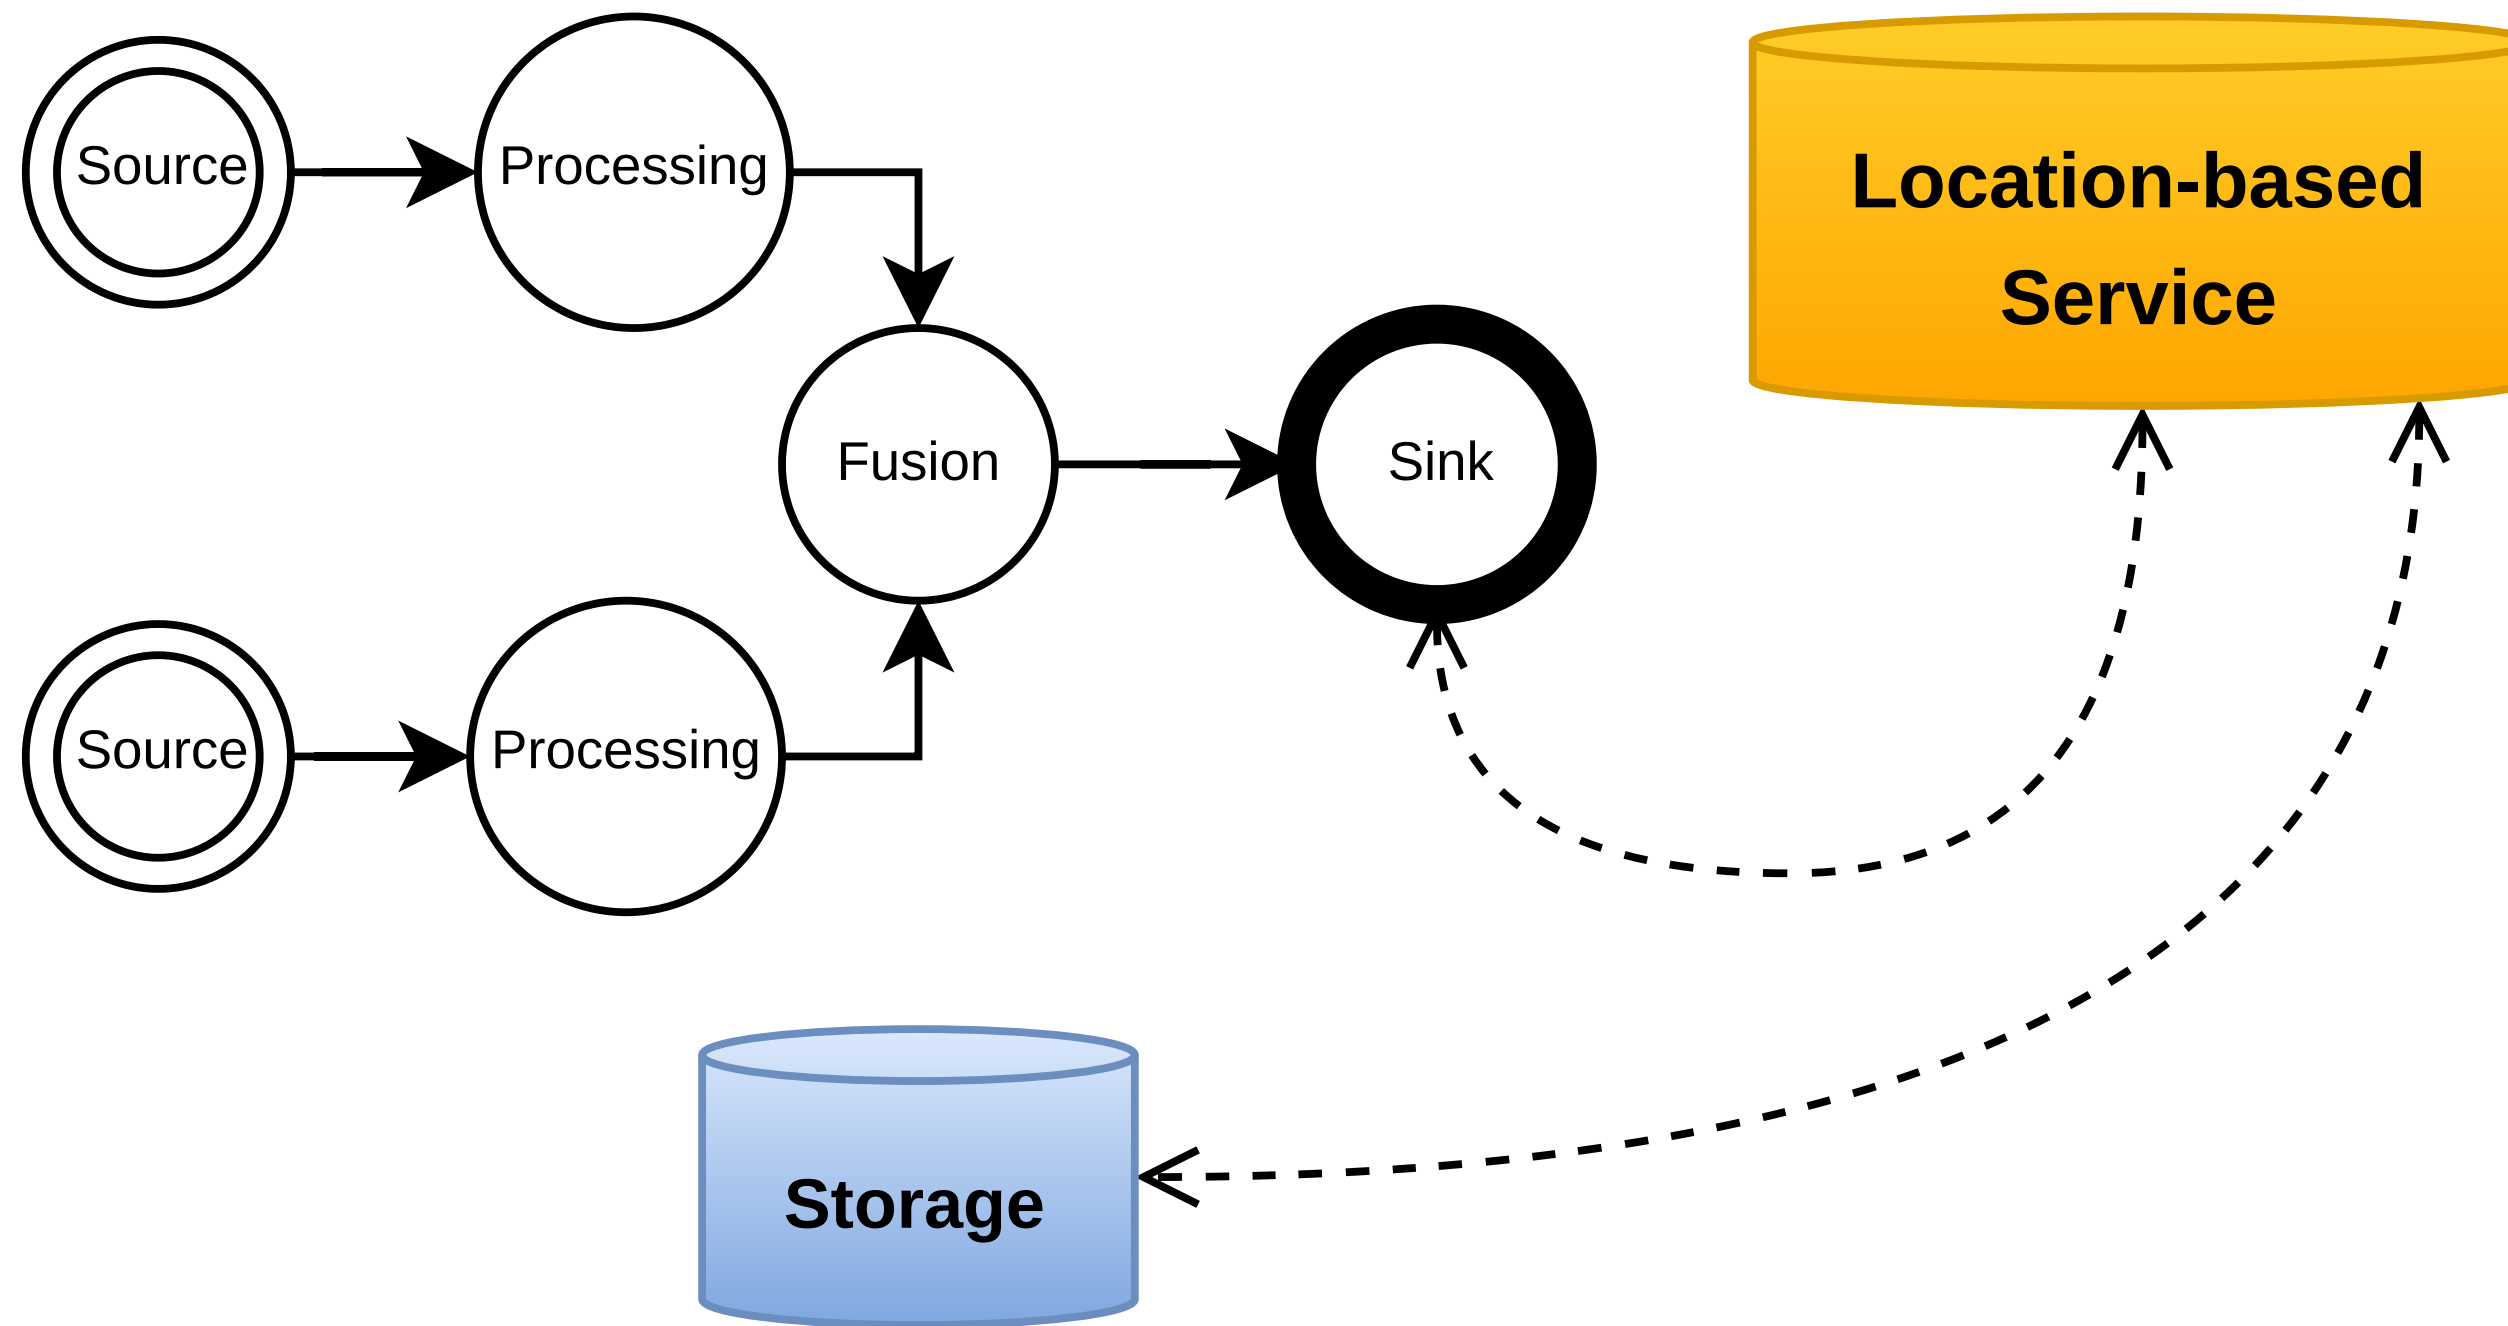 Source
Processing
Location-based
Service
Fusion
Sink
Source
Processing
Storage